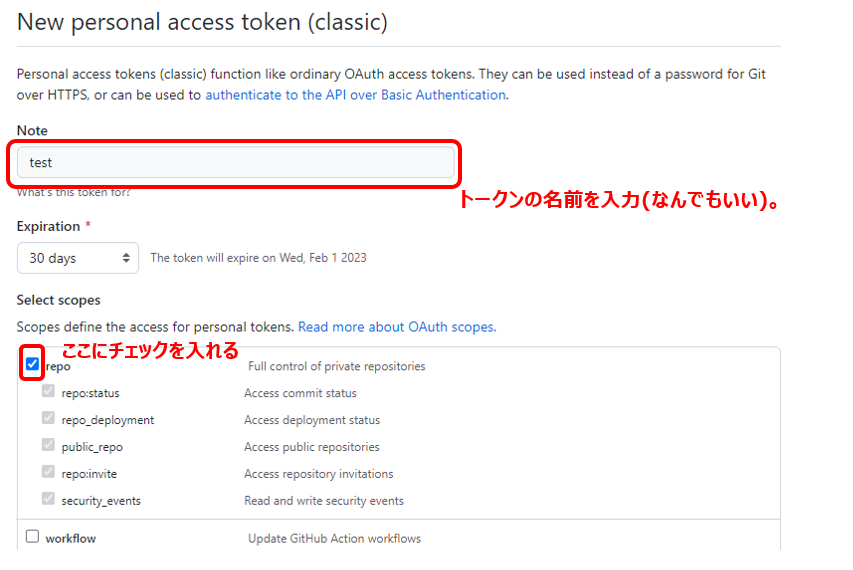 New personal access token (classic)
Personal access tokens (classic) function like ordinary OAuth access tokens. They can be used instead of a password for Git
over HTTPS, or can be used to authenticate to the API over Basic Authentication.
Note
test
What's this token for?
トークンの名前を入力(なんでもいい)。
Expiration *
30 days The token will expire on Wed, Feb 1 2023
Select scopes
Scopes define the access for personal tokens. Read more about OAuth scopes.
ここにチェックを入れる
repo Full control of private repositories
repo:status Access commit status
repo_deployment Access deployment status
public_repo Access public repositories
repo:invite Access repository invitations
security_events Read and write security events
workflow Update GitHub Action workflows